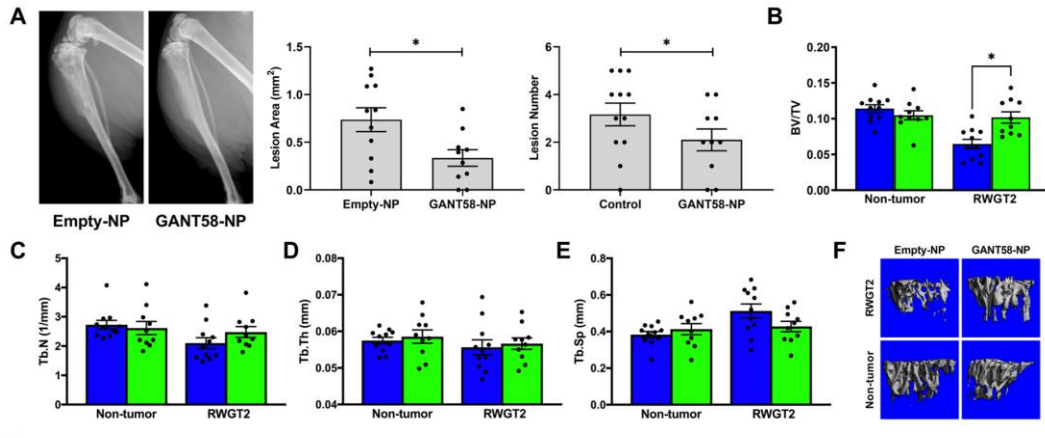 A
Empty-NP
GANT58-NP
Lesion Area (mm²)
1.5
1.0
0.5
0.0
*
Empty-NP
GANT58-NP
Lesion Number
6
4
2
0
*
Control
GANT58-NP
B
BV/TV
0.20
0.15
0.10
0.05
0.00
*
Non-tumor
RWGT2
C
Tb.N (1/mm)
5
4
3
2
1
0
Non-tumor
RWGT2
D
Tb.Th (mm)
0.08
0.07
0.06
0.05
0.04
Non-tumor
RWGT2
E
Tb.Sp (mm)
0.8
0.6
0.4
0.2
0.0
Non-tumor
RWGT2
F
Empty-NP
GANT58-NP
RWGT2
Non-tumor